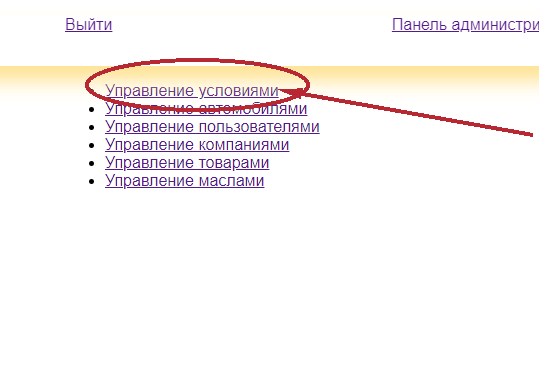 Выйти Панель администри
Управление условиями
Управление автомобилями
Управление пользователями
Управление компаниями
Управление товарами
Управление маслами